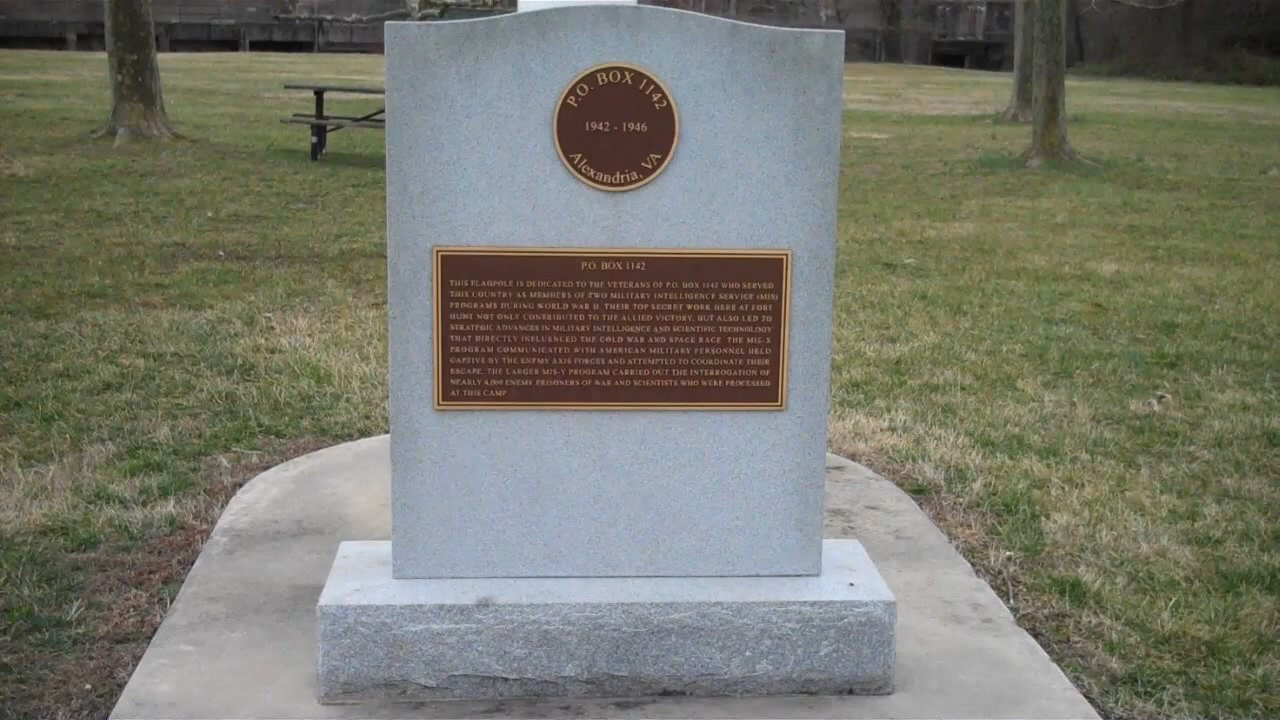 P.O. BOX 1142
1942 - 1946
Alexandria, VA
P.O. BOX 1142
THIS FLAGPOLE IS DEDICATED TO THE VETERANS OF P.O. BOX 1142 WHO SERVED
THIS COUNTRY AS MEMBERS OF TWO MILITARY INTELLIGENCE SERVICE (MIS)
PROGRAMS DURING WORLD WAR II. THEIR TOP SECRET WORK HERE AT FORT
HUNT NOT ONLY CONTRIBUTED TO THE ALLIED VICTORY, BUT ALSO LED TO
STRATEGIC ADVANCES IN MILITARY INTELLIGENCE AND SCIENTIFIC TECHNOLOGY
THAT DIRECTLY INFLUENCED THE COLD WAR AND SPACE RACE. THE MIS-X
PROGRAM COMMUNICATED WITH AMERICAN MILITARY PERSONNEL HELD
CAPTIVE BY THE ENEMY AXIS FORCES AND ATTEMPTED TO COORDINATE THEIR
ESCAPE. THE LARGER MIS-Y PROGRAM CARRIED OUT THE INTERROGATION OF
NEARLY 4,000 ENEMY PRISONERS OF WAR AND SCIENTISTS WHO WERE PROCESSED
AT THIS CAMP.